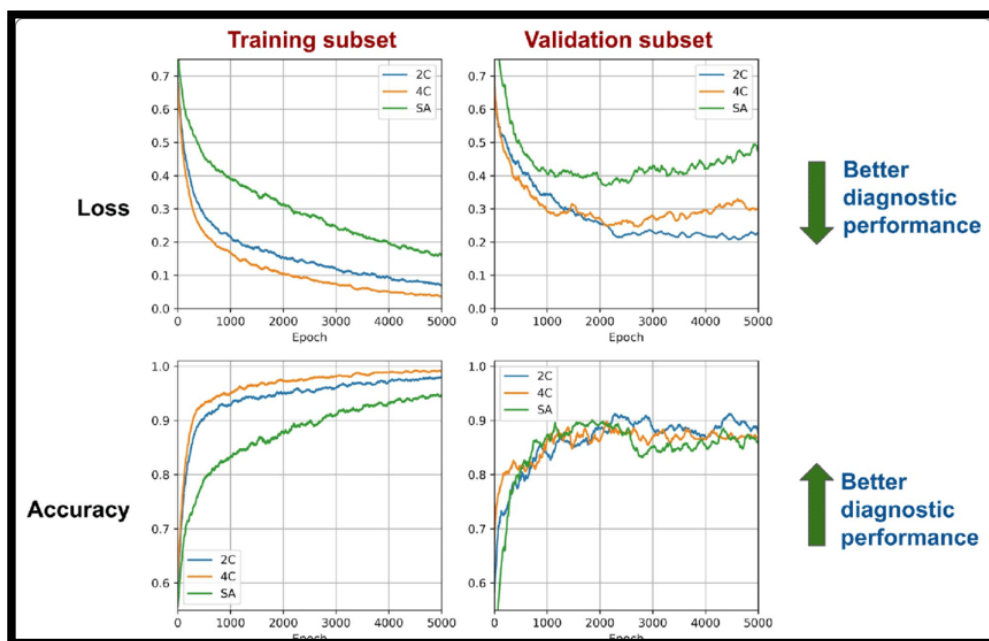 Training subset
Validation subset
Loss
0.7
0.6
0.5
0.4
0.3
0.2
0.1
0.0
0 1000 2000 3000 4000 5000
Epoch
2C
4C
SA
0.7
0.6
0.5
0.4
0.3
0.2
0.1
0.0
0 1000 2000 3000 4000 5000
Epoch
2C
4C
SA
Better
diagnostic
performance
Accuracy
1.0
0.9
0.8
0.7
0.6
0 1000 2000 3000 4000 5000
Epoch
2C
4C
SA
1.0
0.9
0.8
0.7
0.6
0 1000 2000 3000 4000 5000
Epoch
2C
4C
SA
Better
diagnostic
performance